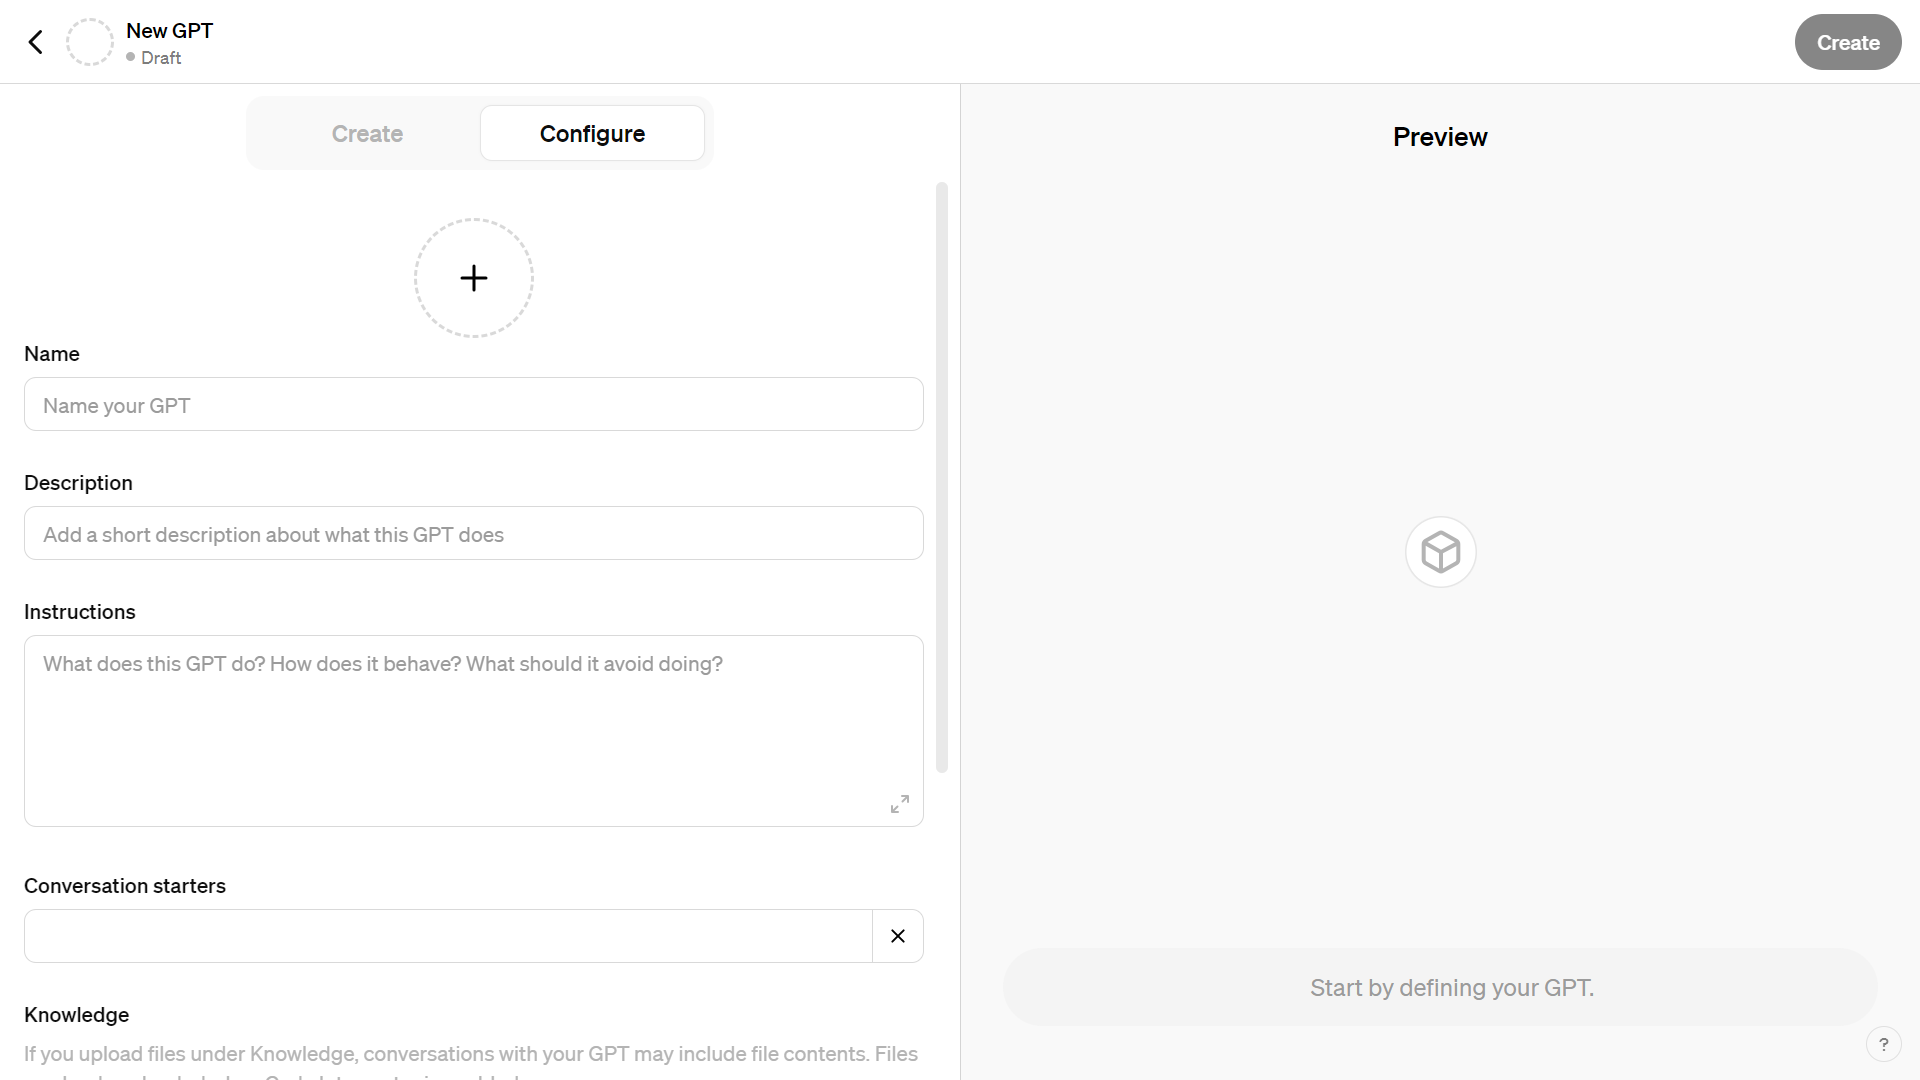 New GPT
Draft
Create
Create
Configure
Preview
Name
Name your GPT
Description
Add a short description about what this GPT does
Instructions
What does this GPT do? How does it behave? What should it avoid doing?
Conversation starters
Knowledge
If you upload files under Knowledge, conversations with your GPT may include file contents. Files
Start by defining your GPT.
?